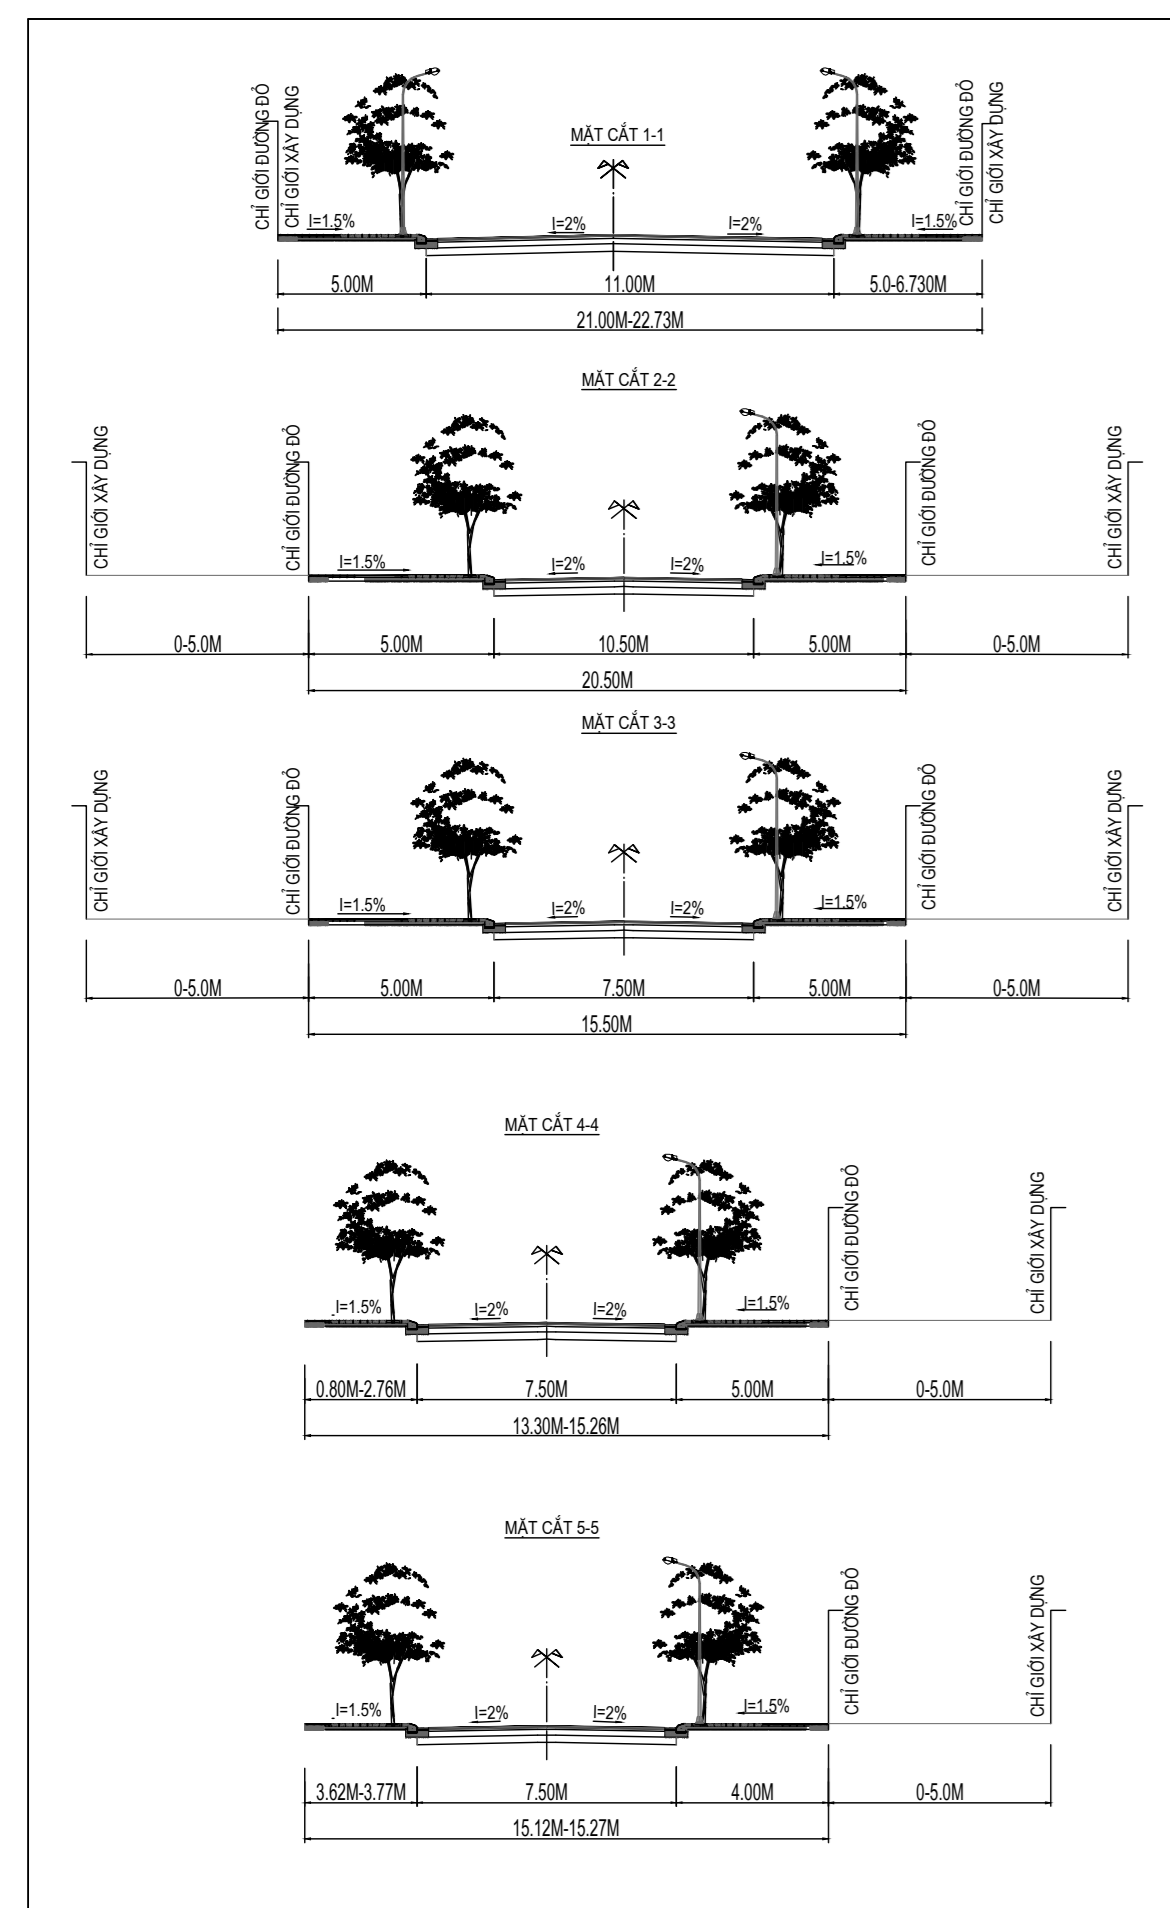 MẶT CẮT 1-1
CHỈ GIỚI ĐƯỜNG ĐỎ
CHỈ GIỚI XÂY DỰNG
CHỈ GIỚI ĐƯỜNG ĐỎ
CHỈ GIỚI XÂY DỰNG
I=1.5% I=2% I=2% I=1.5%
5.00M 11.00M 5.0-6.730M
21.00M-22.73M
MẶT CẮT 2-2
CHỈ GIỚI XÂY DỰNG
CHỈ GIỚI ĐƯỜNG ĐỎ
CHỈ GIỚI ĐƯỜNG ĐỎ
CHỈ GIỚI XÂY DỰNG
I=1.5% I=2% I=2% I=1.5%
0-5.0M 5.00M 10.50M 5.00M 0-5.0M
20.50M
MẶT CẮT 3-3
CHỈ GIỚI XÂY DỰNG
CHỈ GIỚI ĐƯỜNG ĐỎ
CHỈ GIỚI ĐƯỜNG ĐỎ
CHỈ GIỚI XÂY DỰNG
I=1.5% I=2% I=2% I=1.5%
0-5.0M 5.00M 7.50M 5.00M 0-5.0M
15.50M
MẶT CẮT 4-4
CHỈ GIỚI ĐƯỜNG ĐỎ
CHỈ GIỚI XÂY DỰNG
I=1.5% I=2% I=2% I=1.5%
0.80M-2.76M 7.50M 5.00M 0-5.0M
13.30M-15.26M
MẶT CẮT 5-5
CHỈ GIỚI ĐƯỜNG ĐỎ
CHỈ GIỚI XÂY DỰNG
I=1.5% I=2% I=2% I=1.5%
3.62M-3.77M 7.50M 4.00M 0-5.0M
15.12M-15.27M